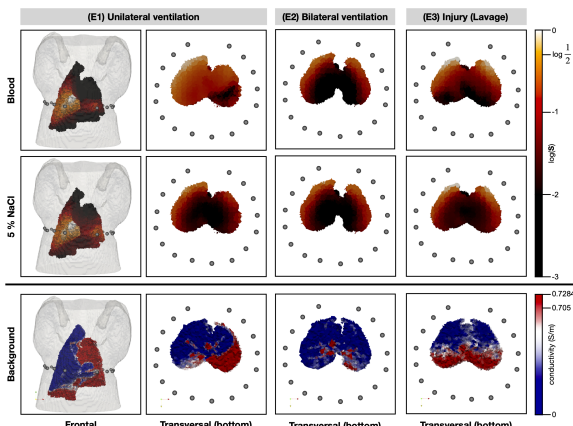 (E1) Unilateral ventilation
(E2) Bilateral ventilation
(E3) Injury (Lavage)
Blood
5 % NaCl
Background
0
log 1/2
-1
log(S)
-2
-3
0.7284
0.705
conductivity (S/m)
0
Frontal
Transversal (bottom)
Transversal (bottom)
Transversal (bottom)